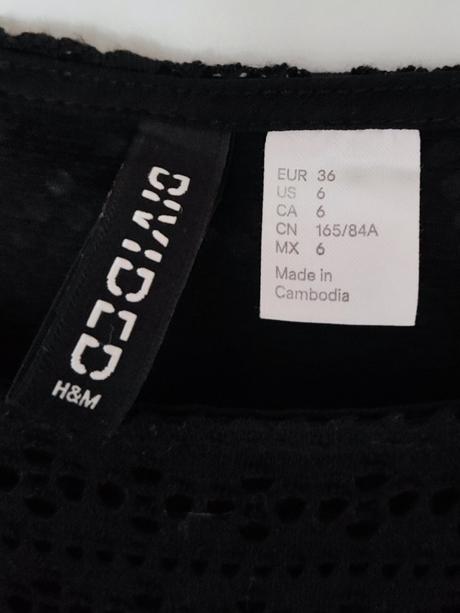 DIVIDED
H&M
EUR 36
US 6
CA 6
CN 165/84A
MX 6
Made in
Cambodia